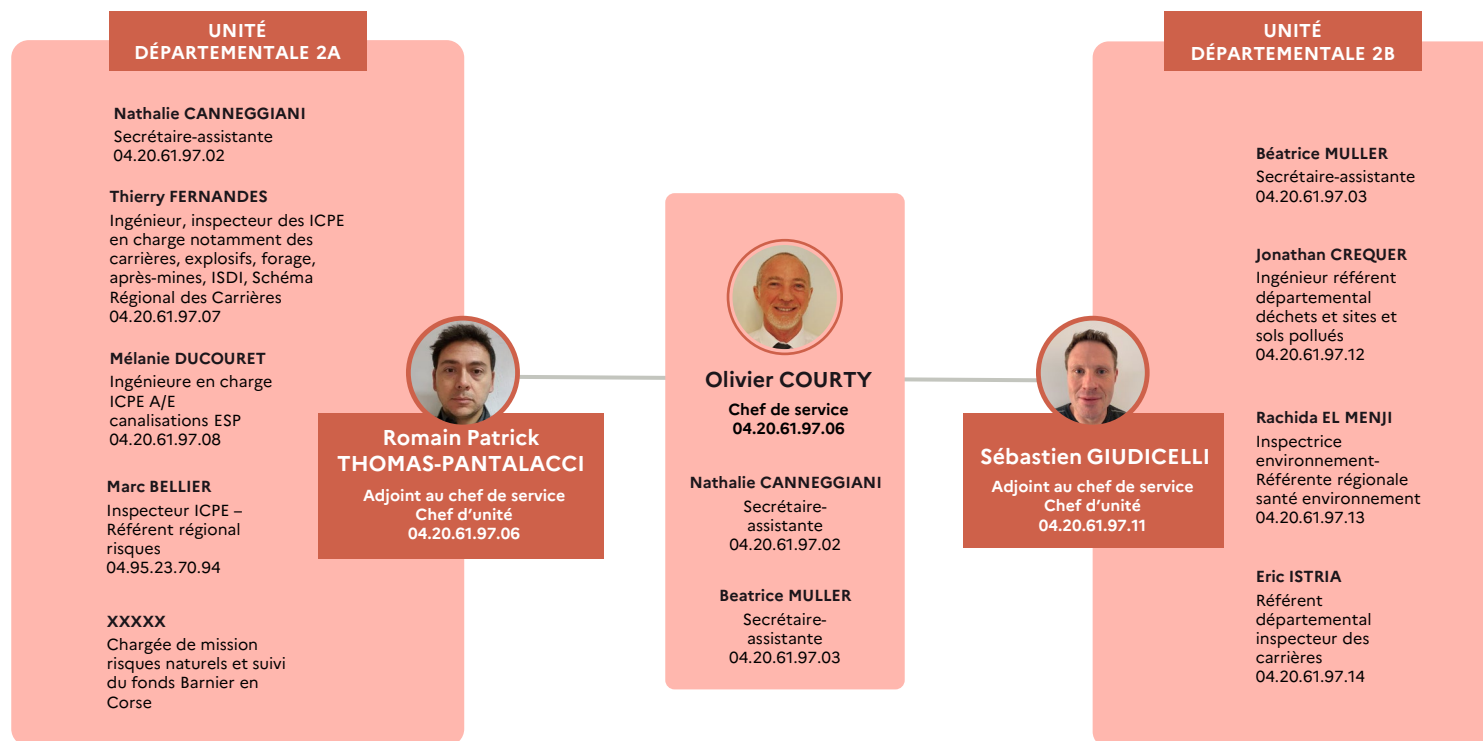 UNITÉ
DÉPARTEMENTALE 2A
Nathalie CANNEGGIANI
Secrétaire-assistante
04.20.61.97.02
Thierry FERNANDES
Ingénieur, inspecteur des ICPE
en charge notamment des
carrières, explosifs, forage,
après-mines, ISDI, Schéma
Régional des Carrières
04.20.61.97.07
Mélanie DUCOURET
Ingénieure en charge
ICPE A/E
canalisations ESP
04.20.61.97.08
Marc BELLIER
Inspecteur ICPE –
Référent régional
risques
04.95.23.70.94
XXXXX
Chargée de mission
risques naturels et suivi
du fonds Barnier en
Corse
Romain Patrick
THOMAS-PANTALACCI
Adjoint au chef de service
Chef d'unité
04.20.61.97.06
Olivier COURTY
Chef de service
04.20.61.97.06
Nathalie CANNEGGIANI
Secrétaire-
assistante
04.20.61.97.02
Beatrice MULLER
Secrétaire-
assistante
04.20.61.97.03
Sébastien GIUDICELLI
Adjoint au chef de service
Chef d'unité
04.20.61.97.11
UNITÉ
DÉPARTEMENTALE 2B
Béatrice MULLER
Secrétaire-assistante
04.20.61.97.03
Jonathan CREQUER
Ingénieur référent
départemental
déchets et sites et
sols pollués
04.20.61.97.12
Rachida EL MENJI
Inspectrice
environnement-
Référente régionale
santé environnement
04.20.61.97.13
Eric ISTRIA
Référent
départemental
inspecteur des
carrières
04.20.61.97.14